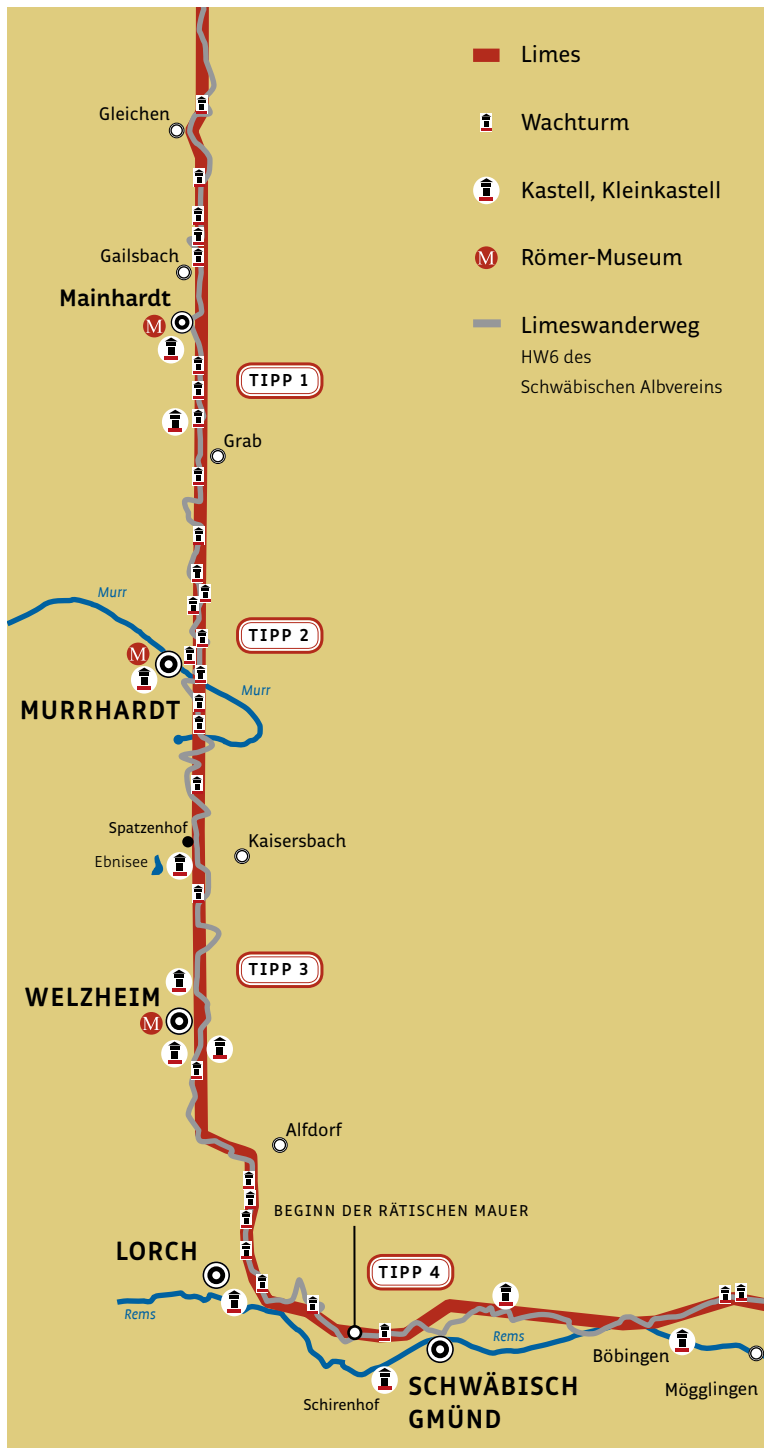 Limes
Wachturm
Kastell, Kleinkastell
M Römer-Museum
Limeswanderweg
HW6 des
Schwäbischen Albvereins
Gleichen
Gailsbach
Mainhardt
M
TIPP 1
Grab
Murr
TIPP 2
M
Murr
MURRHARDT
Spatzenhof
Kaisersbach
Ebnisee
TIPP 3
WELZHEIM
M
Alfdorf
BEGINN DER RÄTISCHEN MAUER
LORCH
TIPP 4
Rems
Rems
Böbingen
Mögglingen
Schirenhof
SCHWÄBISCH
GMÜND